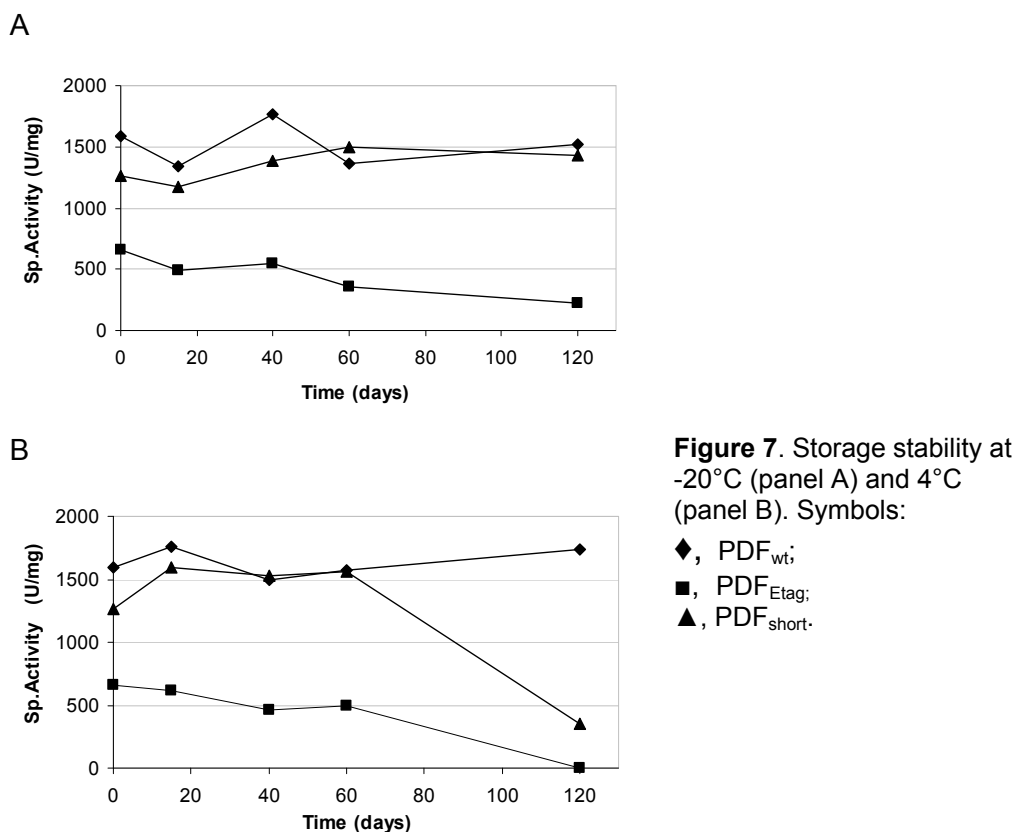 A
2000
1500
1000
500
0
Sp.Activity (U/mg)
0 20 40 60 80 100 120
Time (days)
B
2000
1500
1000
500
0
Sp.Activity (U/mg)
0 20 40 60 80 100 120
Time (days)
Figure 7. Storage stability at
-20°C (panel A) and 4°C
(panel B). Symbols:
◆, PDFwt;
■, PDFEtag;
▲, PDFshort.